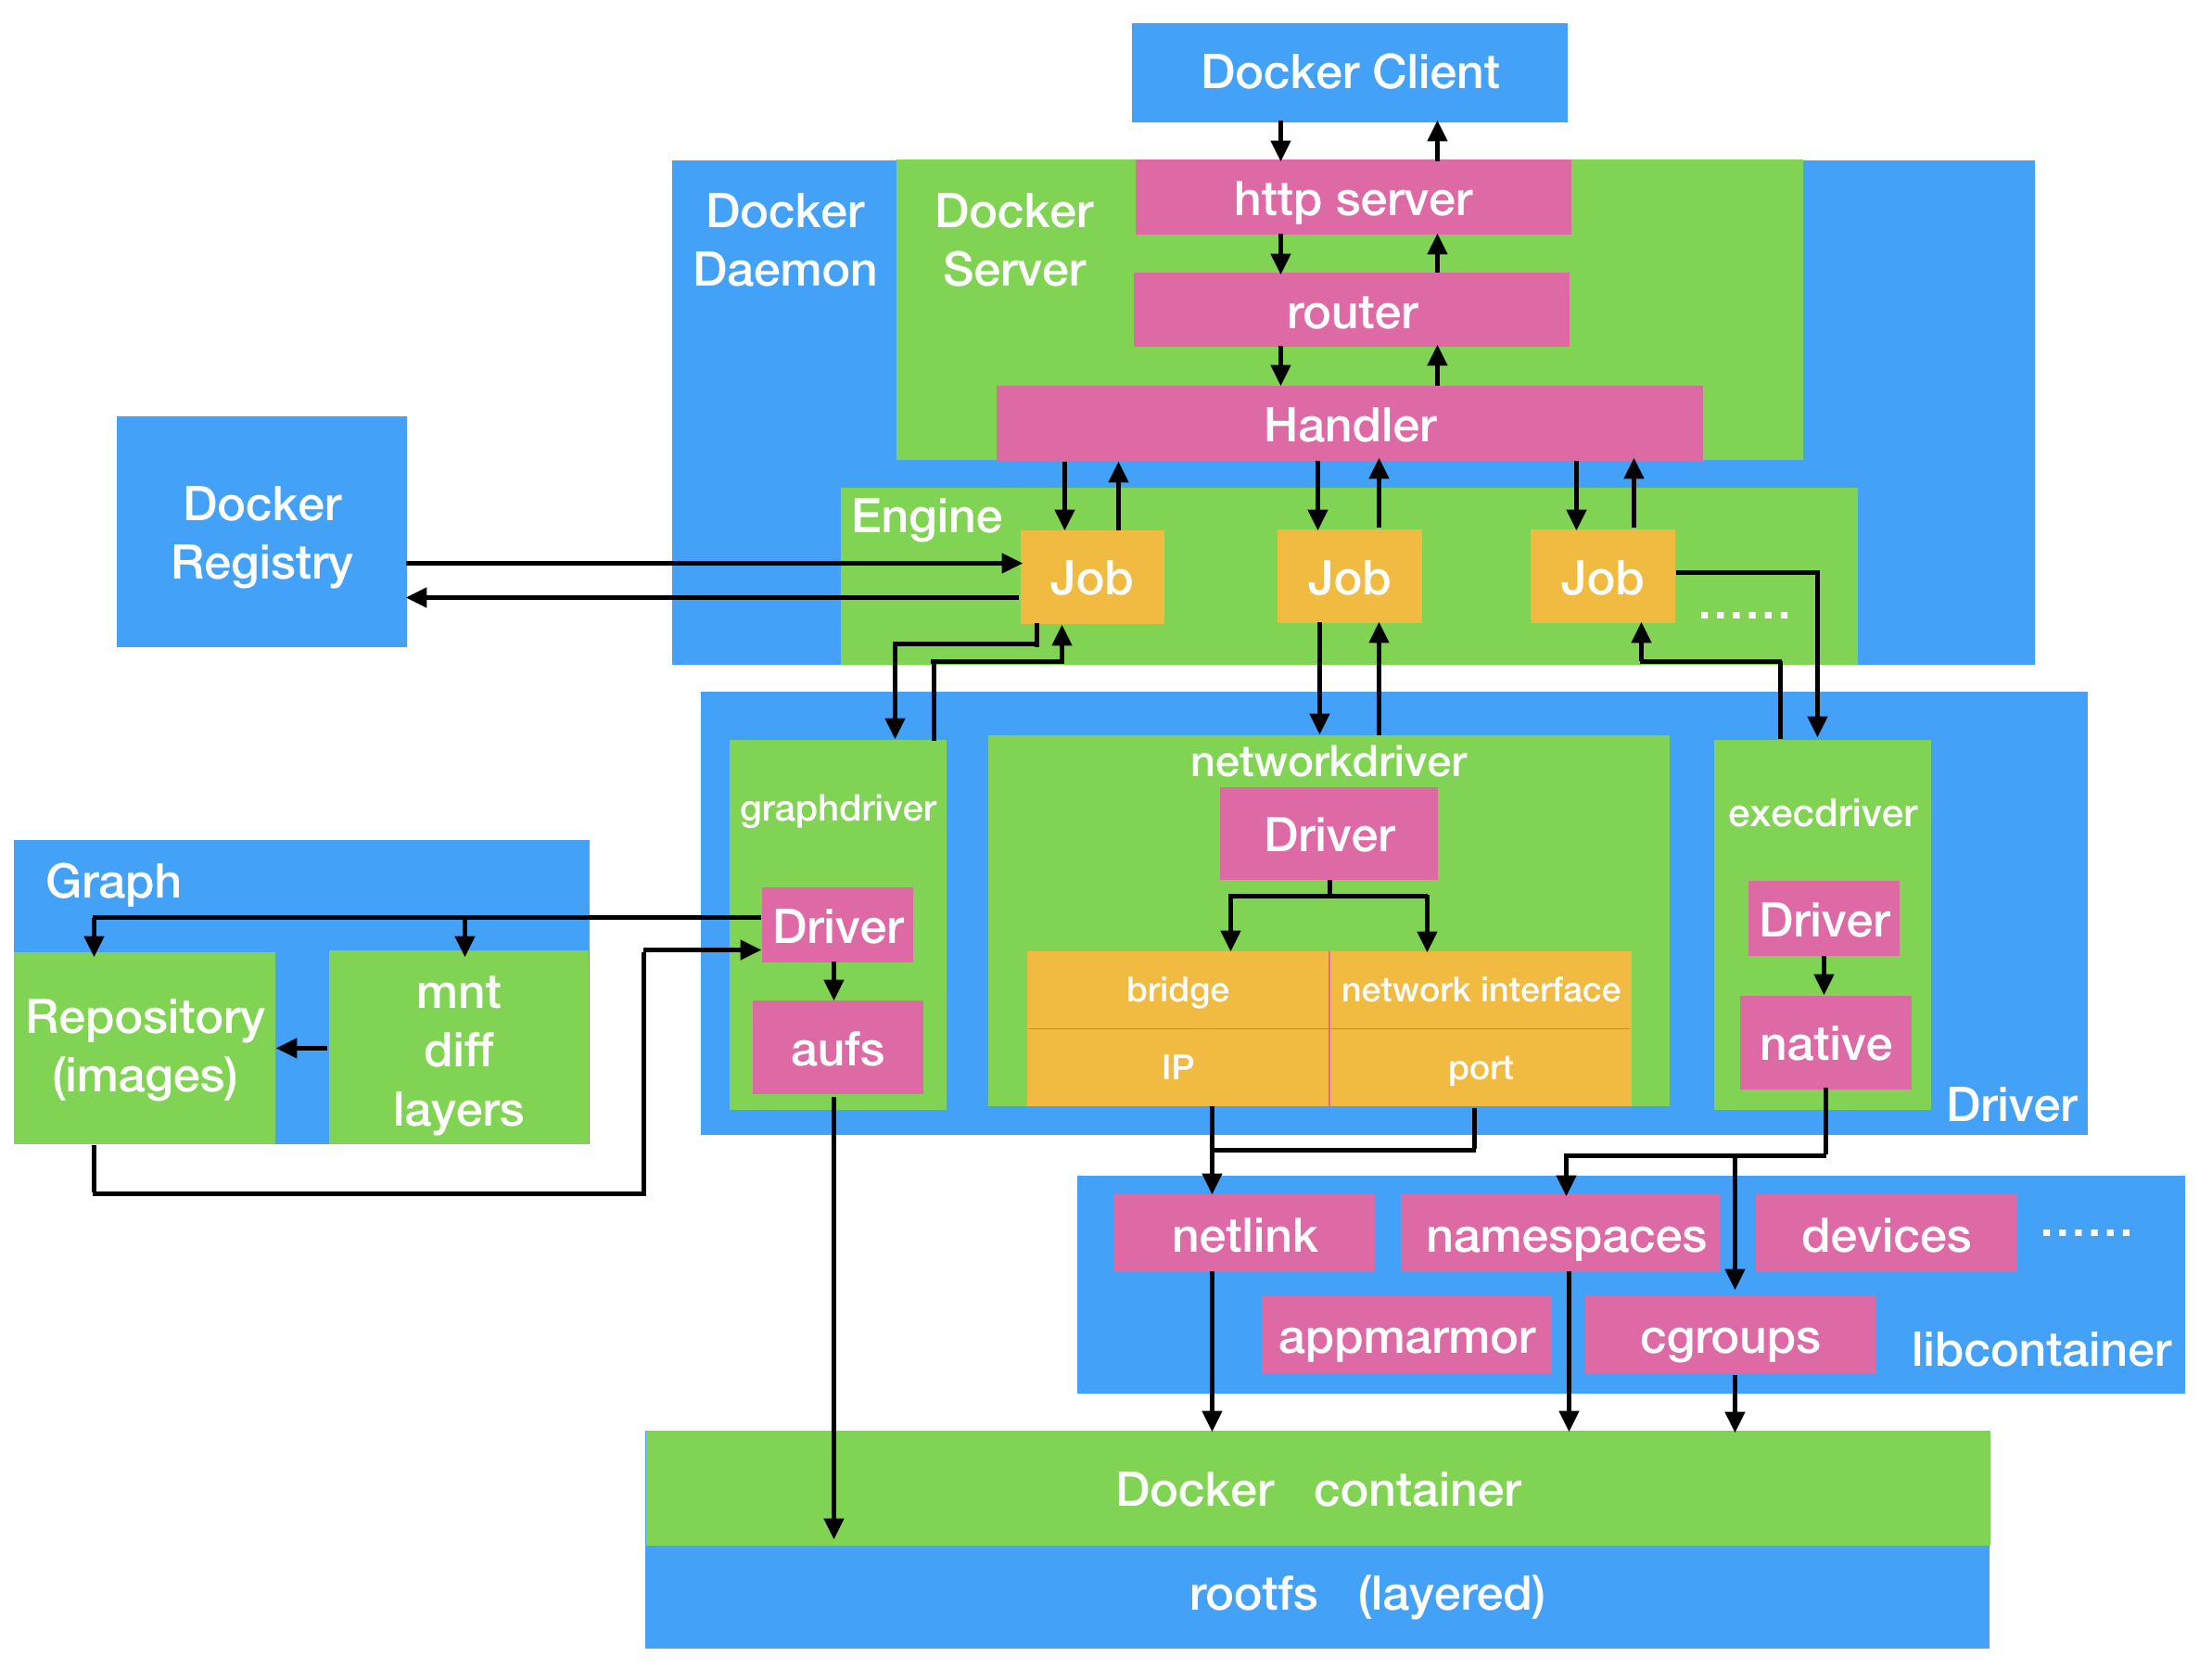 Docker Client
Docker
Daemon
Docker
Server
http server
router
Handler
Docker
Registry
Engine
Job
Job
Job
......
networkdriver
graphdriver
Driver
execdriver
Graph
Driver
Driver
Repository
(images)
mnt
diff
layers
aufs
bridge
network interface
IP
port
native
Driver
netlink
namespaces
devices
......
appmarmor
cgroups
libcontainer
Docker container
rootfs (layered)